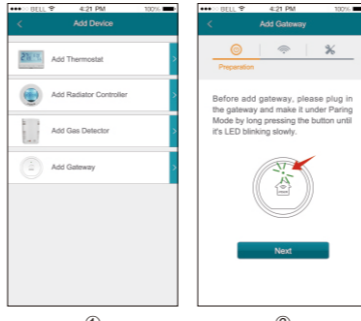 BELL 4:21 PM 100%
Add Device
Add Thermostat
Add Radiator Controller
Add Gas Detector
Add Gateway
①
BELL 4:21 PM 100%
Add Gateway
Preparation
Before add gateway, please plug in
the gateway and make it under Paring
Mode by long pressing the button until
it's LED blinking slowly.
Next